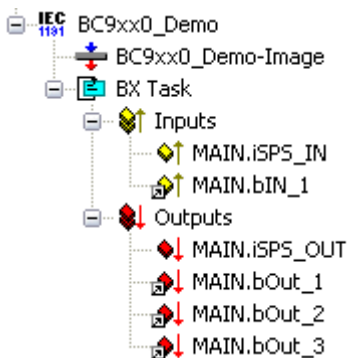 IEC
1131
BC9xx0_Demo
BC9xx0_Demo-Image
BX Task
Inputs
MAIN.iSPS_IN
MAIN.bIN_1
Outputs
MAIN.iSPS_OUT
MAIN.bOut_1
MAIN.bOut_2
MAIN.bOut_3